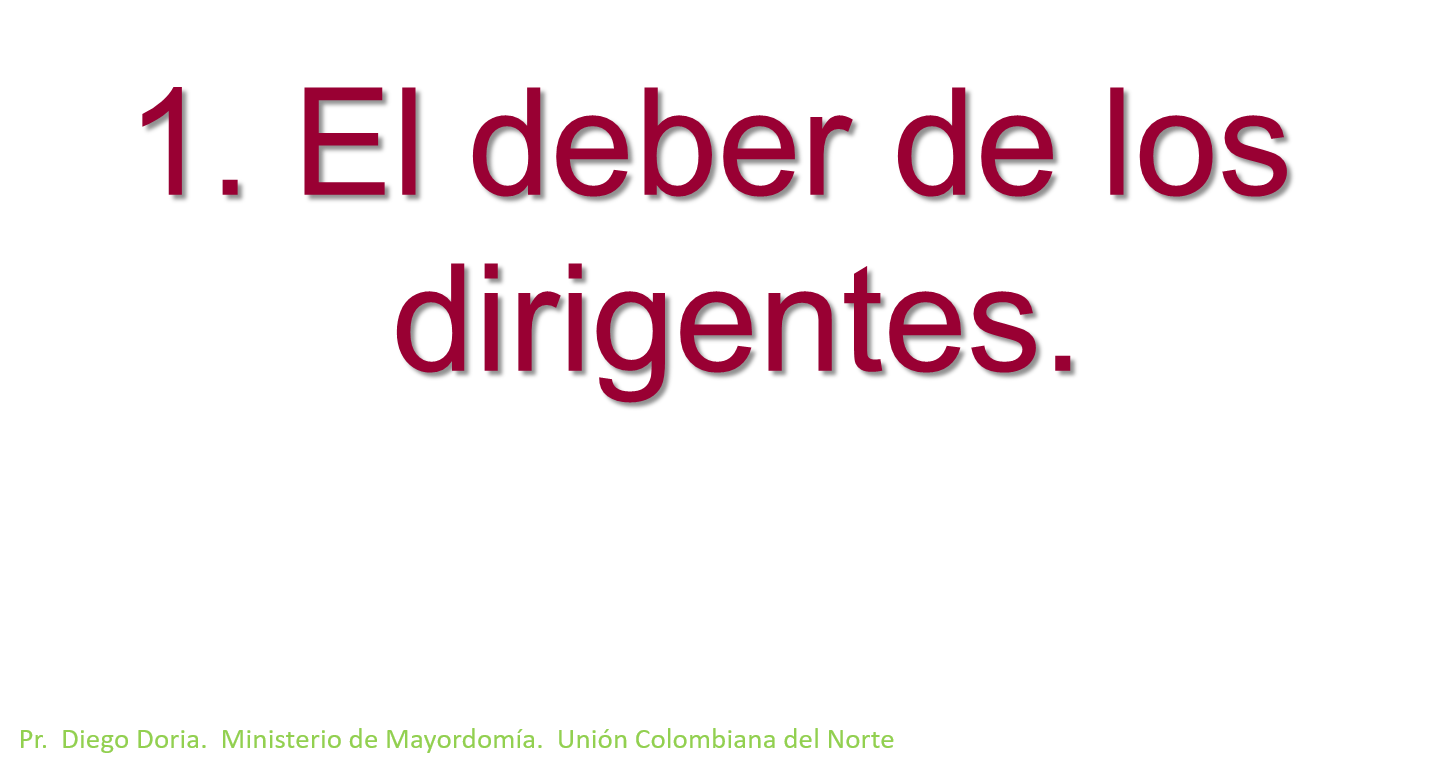 1. El deber de los
dirigentes.
Pr.  Diego Doria.  Ministerio de Mayordomía.  Unión Colombiana del Norte